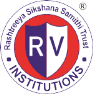 Rashtreeya Sikshana Samithi Trust
®
RV
• INSTITUTIONS •